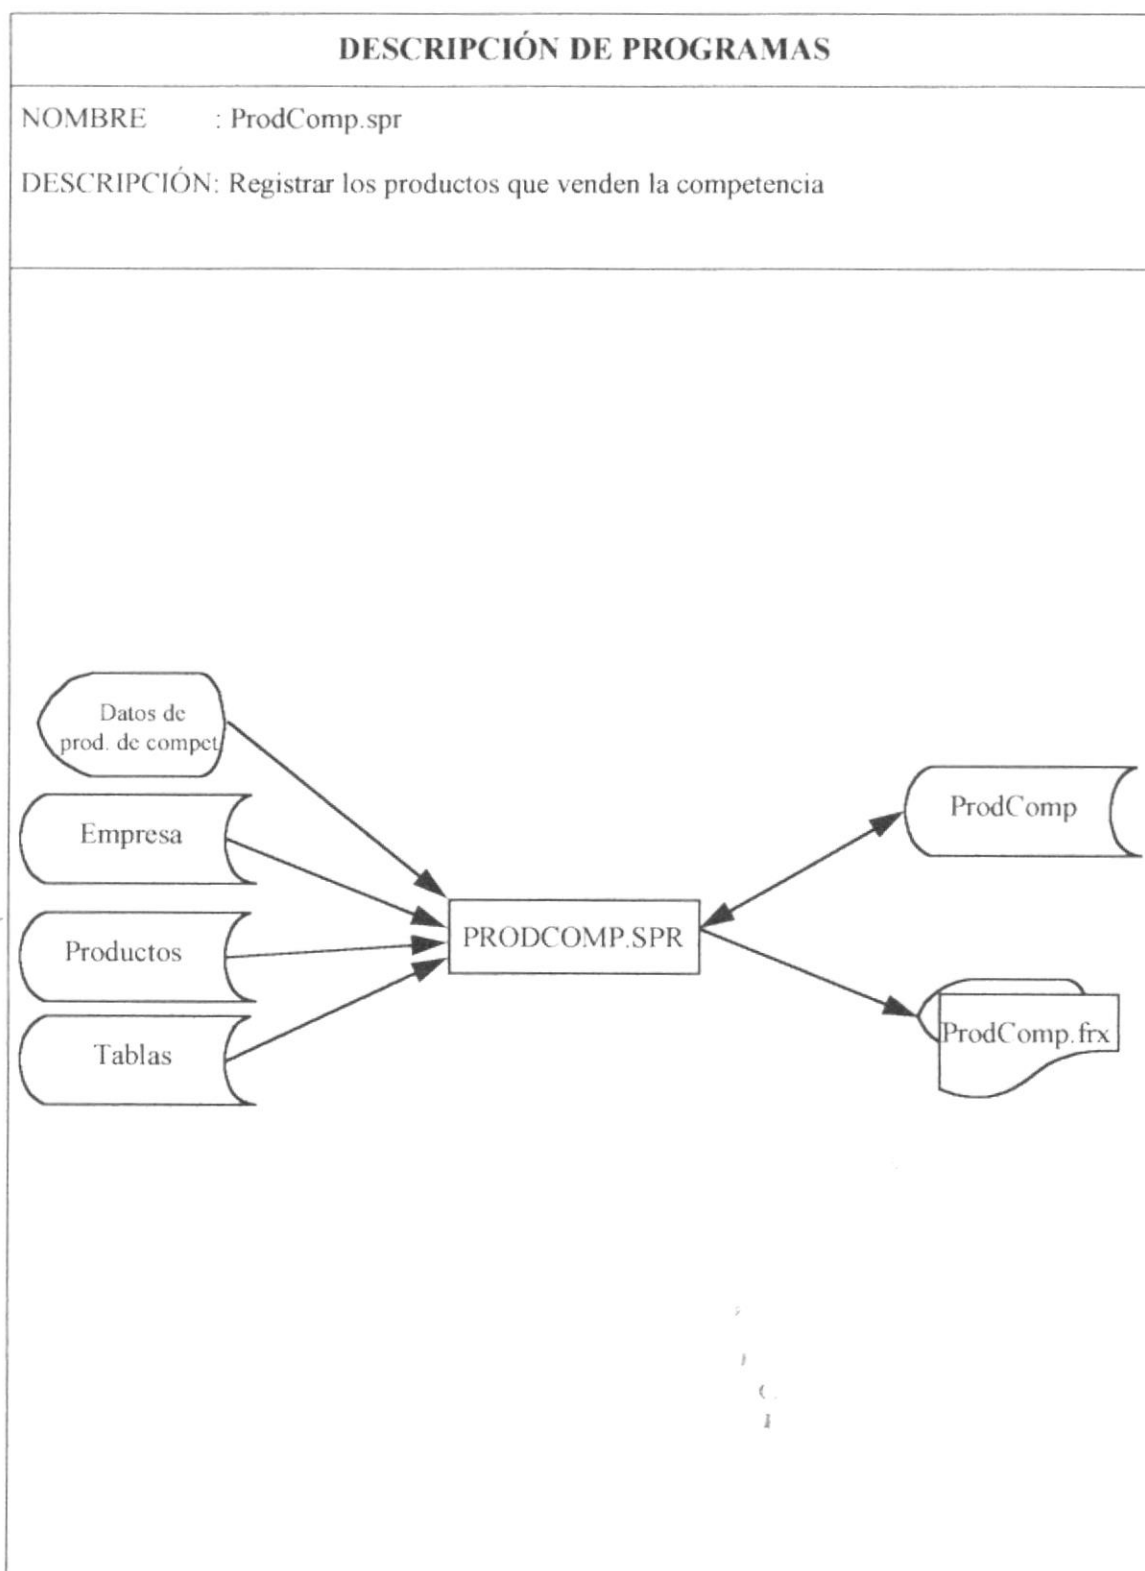 DESCRIPCIÓN DE PROGRAMAS
NOMBRE : ProdComp.spr
DESCRIPCIÓN: Registrar los productos que venden la competencia
Datos de
prod. de compet
Empresa
Productos
Tablas
PRODCOMP.SPR
ProdComp
ProdComp.frx